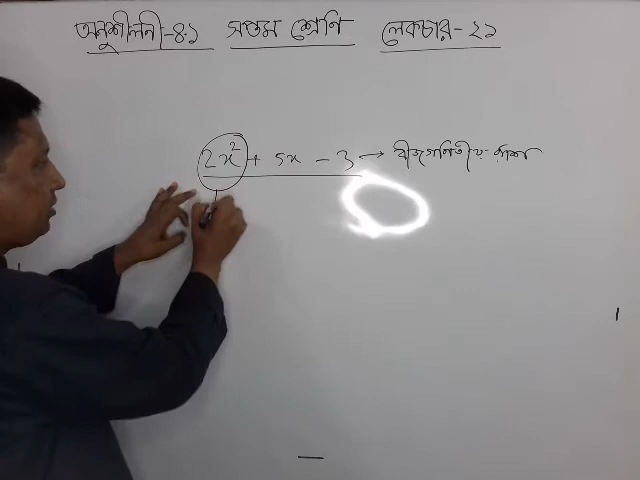 অনুশীলনী-৪.১ সপ্তম শ্রেণি লেকচার-২১
2x² + 5x - 3 → বীজগণিতীয় রাশি